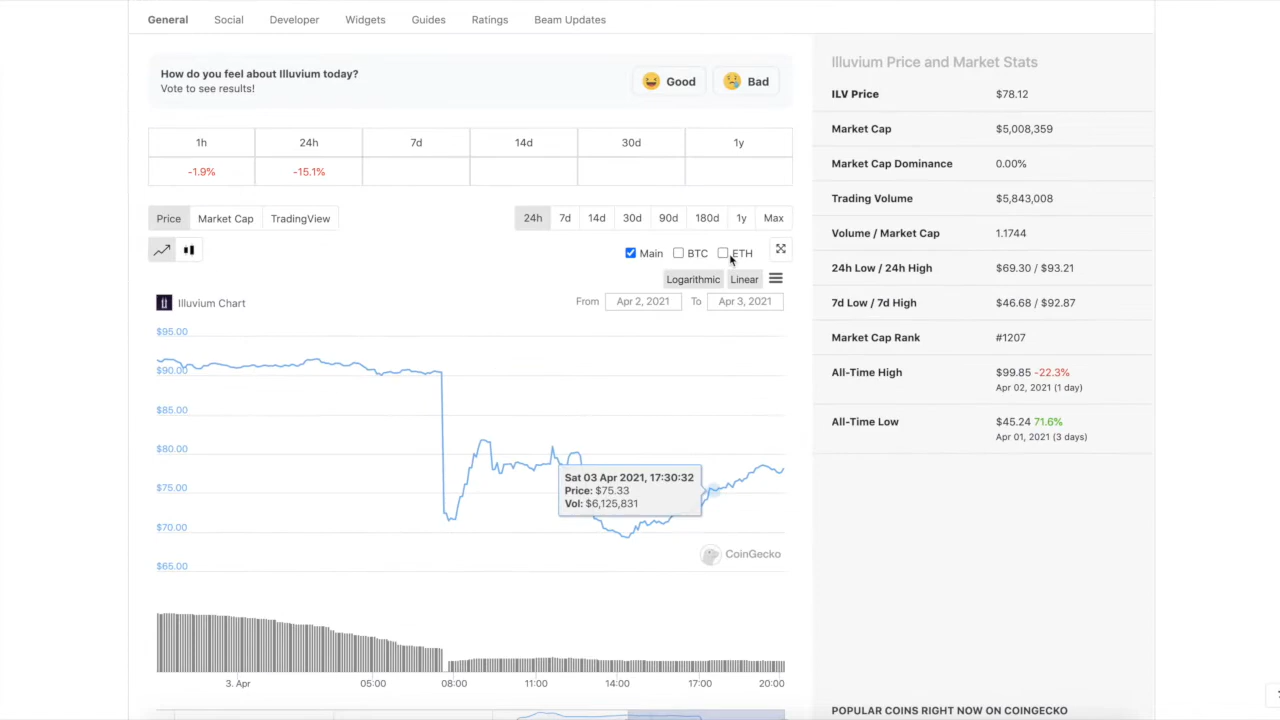 General Social Developer Widgets Guides Ratings Beam Updates
How do you feel about Illuvium today?
Vote to see results!
Good Bad
1h 24h 7d 14d 30d 1y
-1.9% -15.1%
Price Market Cap TradingView
24h 7d 14d 30d 90d 180d 1y Max
Main BTC ETH
Logarithmic Linear
Illuvium Chart
From Apr 2, 2021 To Apr 3, 2021
$95.00
$90.00
$85.00
$80.00
$75.00
$70.00
$65.00
Sat 03 Apr 2021, 17:30:32
Price: $75.33
Vol: $6,125,831
CoinGecko
3. Apr 05:00 08:00 11:00 14:00 17:00 20:00
Illuvium Price and Market Stats
ILV Price $78.12
Market Cap $5,008,359
Market Cap Dominance 0.00%
Trading Volume $5,843,008
Volume / Market Cap 1.1744
24h Low / 24h High $69.30 / $93.21
7d Low / 7d High $46.68 / $92.87
Market Cap Rank #1207
All-Time High $99.85 -22.3%
Apr 02, 2021 (1 day)
All-Time Low $45.24 71.6%
Apr 01, 2021 (3 days)
POPULAR COINS RIGHT NOW ON COINGECKO